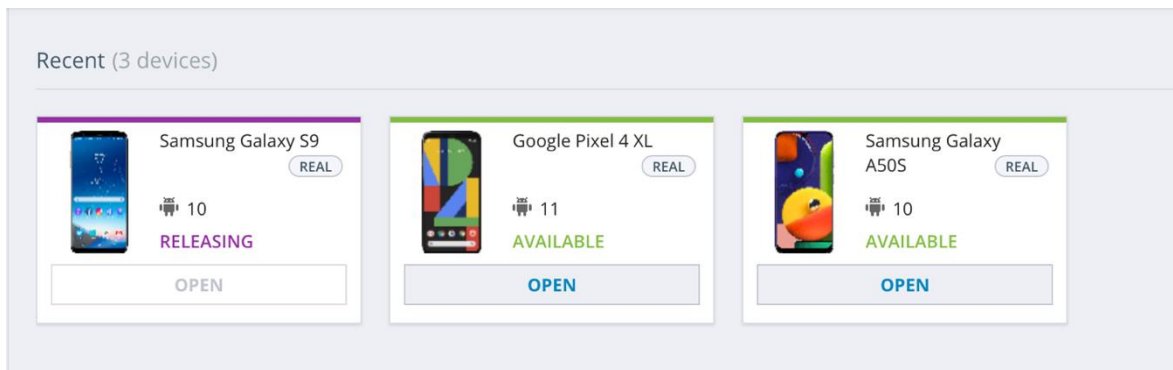 Recent (3 devices)
Samsung Galaxy S9
REAL
10
RELEASING
OPEN
Google Pixel 4 XL
REAL
11
AVAILABLE
OPEN
Samsung Galaxy
A50S
REAL
10
AVAILABLE
OPEN